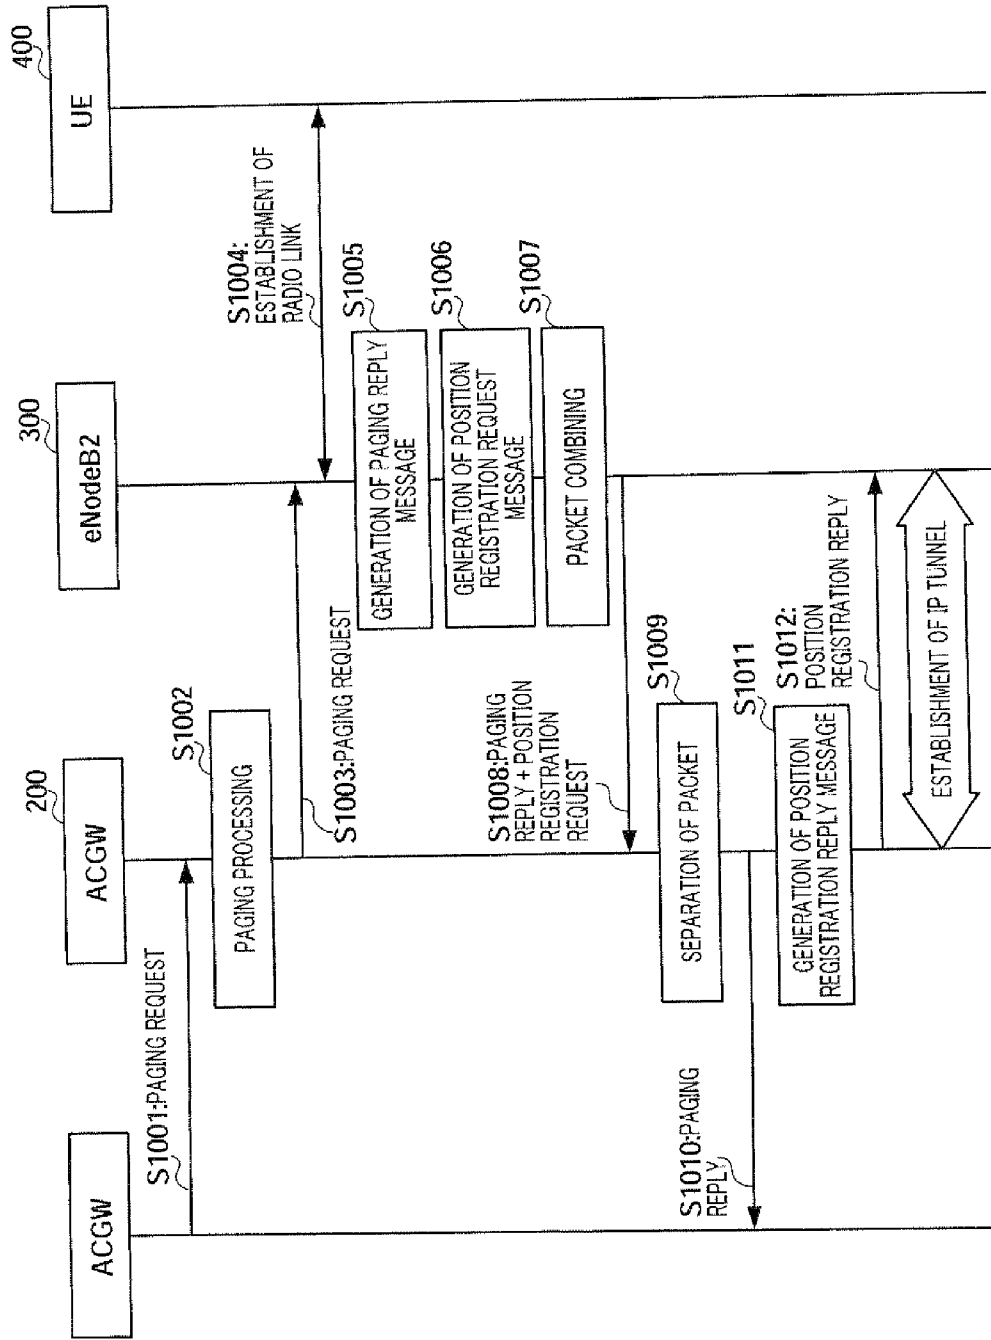 ACGW
ACGW
200
eNodeB2
300
UE
400
S1001:PAGING REQUEST
S1002
PAGING PROCESSING
S1003:PAGING REQUEST
S1004:
ESTABLISHMENT OF
RADIO LINK
S1005
GENERATION OF PAGING REPLY
MESSAGE
S1006
GENERATION OF POSITION
REGISTRATION REQUEST
MESSAGE
S1007
PACKET COMBINING
S1008:PAGING
REPLY + POSITION
REGISTRATION
REQUEST
S1009
SEPARATION OF PACKET
S1010:PAGING
REPLY
S1011
GENERATION OF POSITION
REGISTRATION REPLY MESSAGE
S1012:
POSITION
REGISTRATION REPLY
ESTABLISHMENT OF IP TUNNEL